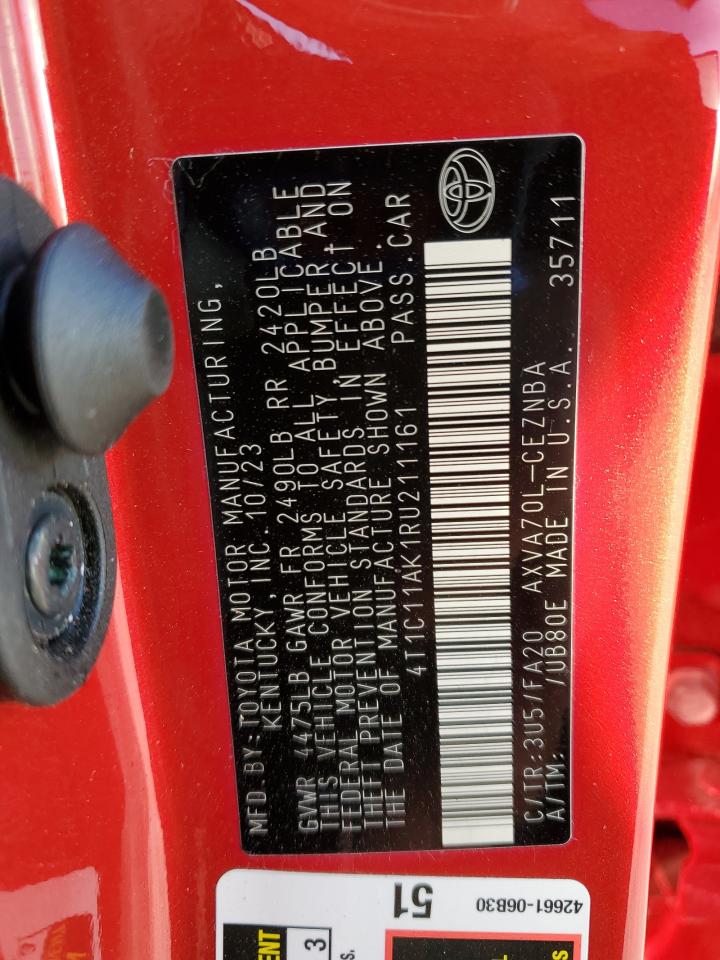 MFD.BY:TOYOTA MOTOR MANUFACTURING,
KENTUCKY,INC. 10/23
GVWR 4475LB GAWR FR 2490LB RR 2420LB
THIS VEHICLE CONFORMS TO ALL APPLICABLE
FEDERAL MOTOR VEHICLE SAFETY, BUMPER, AND
THEFT PREVENTION STANDARDS IN EFFECT ON
THE DATE OF MANUFACTURE SHOWN ABOVE.
4T1C11AK1RU211161 PASS.CAR
C/TR:3U5/FA20 AXVA70L-CEZNBA
A/TM: /UB80E MADE IN U.S.A. 35711
51
42661-06B30
3